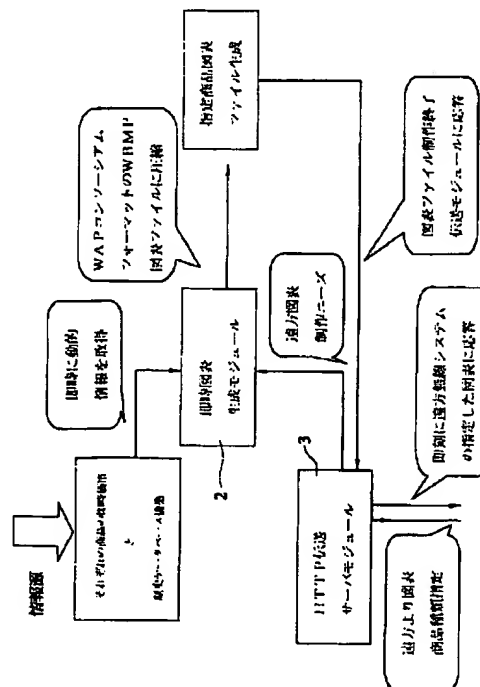 情報源
と
即時に動的
情報を取得
即時図表
生成モジュール
2
WAPコンソーシアム
フォーマットのWBMP
図表ファイルに圧縮
指定商品図表
ファイル生成
遠方図表
制作ニーズ
図表ファイル制作終了
伝送モジュールに応答
3
HTTP伝送
サーバモジュール
遠方より図表
商品種類指定
即刻に遠方無線システム
の指定した図表に応答